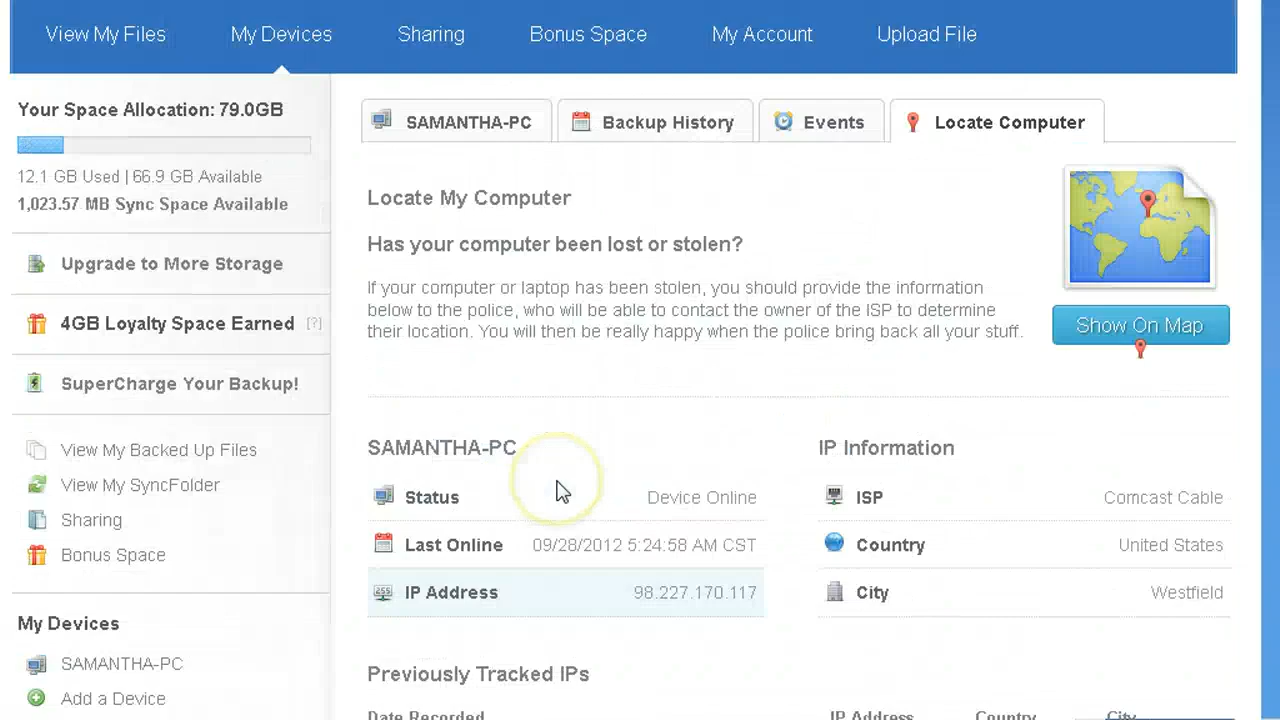 View My Files
My Devices
Sharing
Bonus Space
My Account
Upload File
Your Space Allocation: 79.0GB
12.1 GB Used | 66.9 GB Available
1,023.57 MB Sync Space Available
Upgrade to More Storage
4GB Loyalty Space Earned [?]
SuperCharge Your Backup!
View My Backed Up Files
View My SyncFolder
Sharing
Bonus Space
My Devices
SAMANTHA-PC
Add a Device
SAMANTHA-PC
Backup History
Events
Locate Computer
Locate My Computer
Has your computer been lost or stolen?
If your computer or laptop has been stolen, you should provide the information
below to the police, who will be able to contact the owner of the ISP to determine
their location. You will then be really happy when the police bring back all your stuff.
Show On Map
SAMANTHA-PC
Status Device Online
Last Online 09/28/2012 5:24:58 AM CST
IP Address 98.227.170.117
IP Information
ISP Comcast Cable
Country United States
City Westfield
Previously Tracked IPs
Date Recorded IP Address Country City